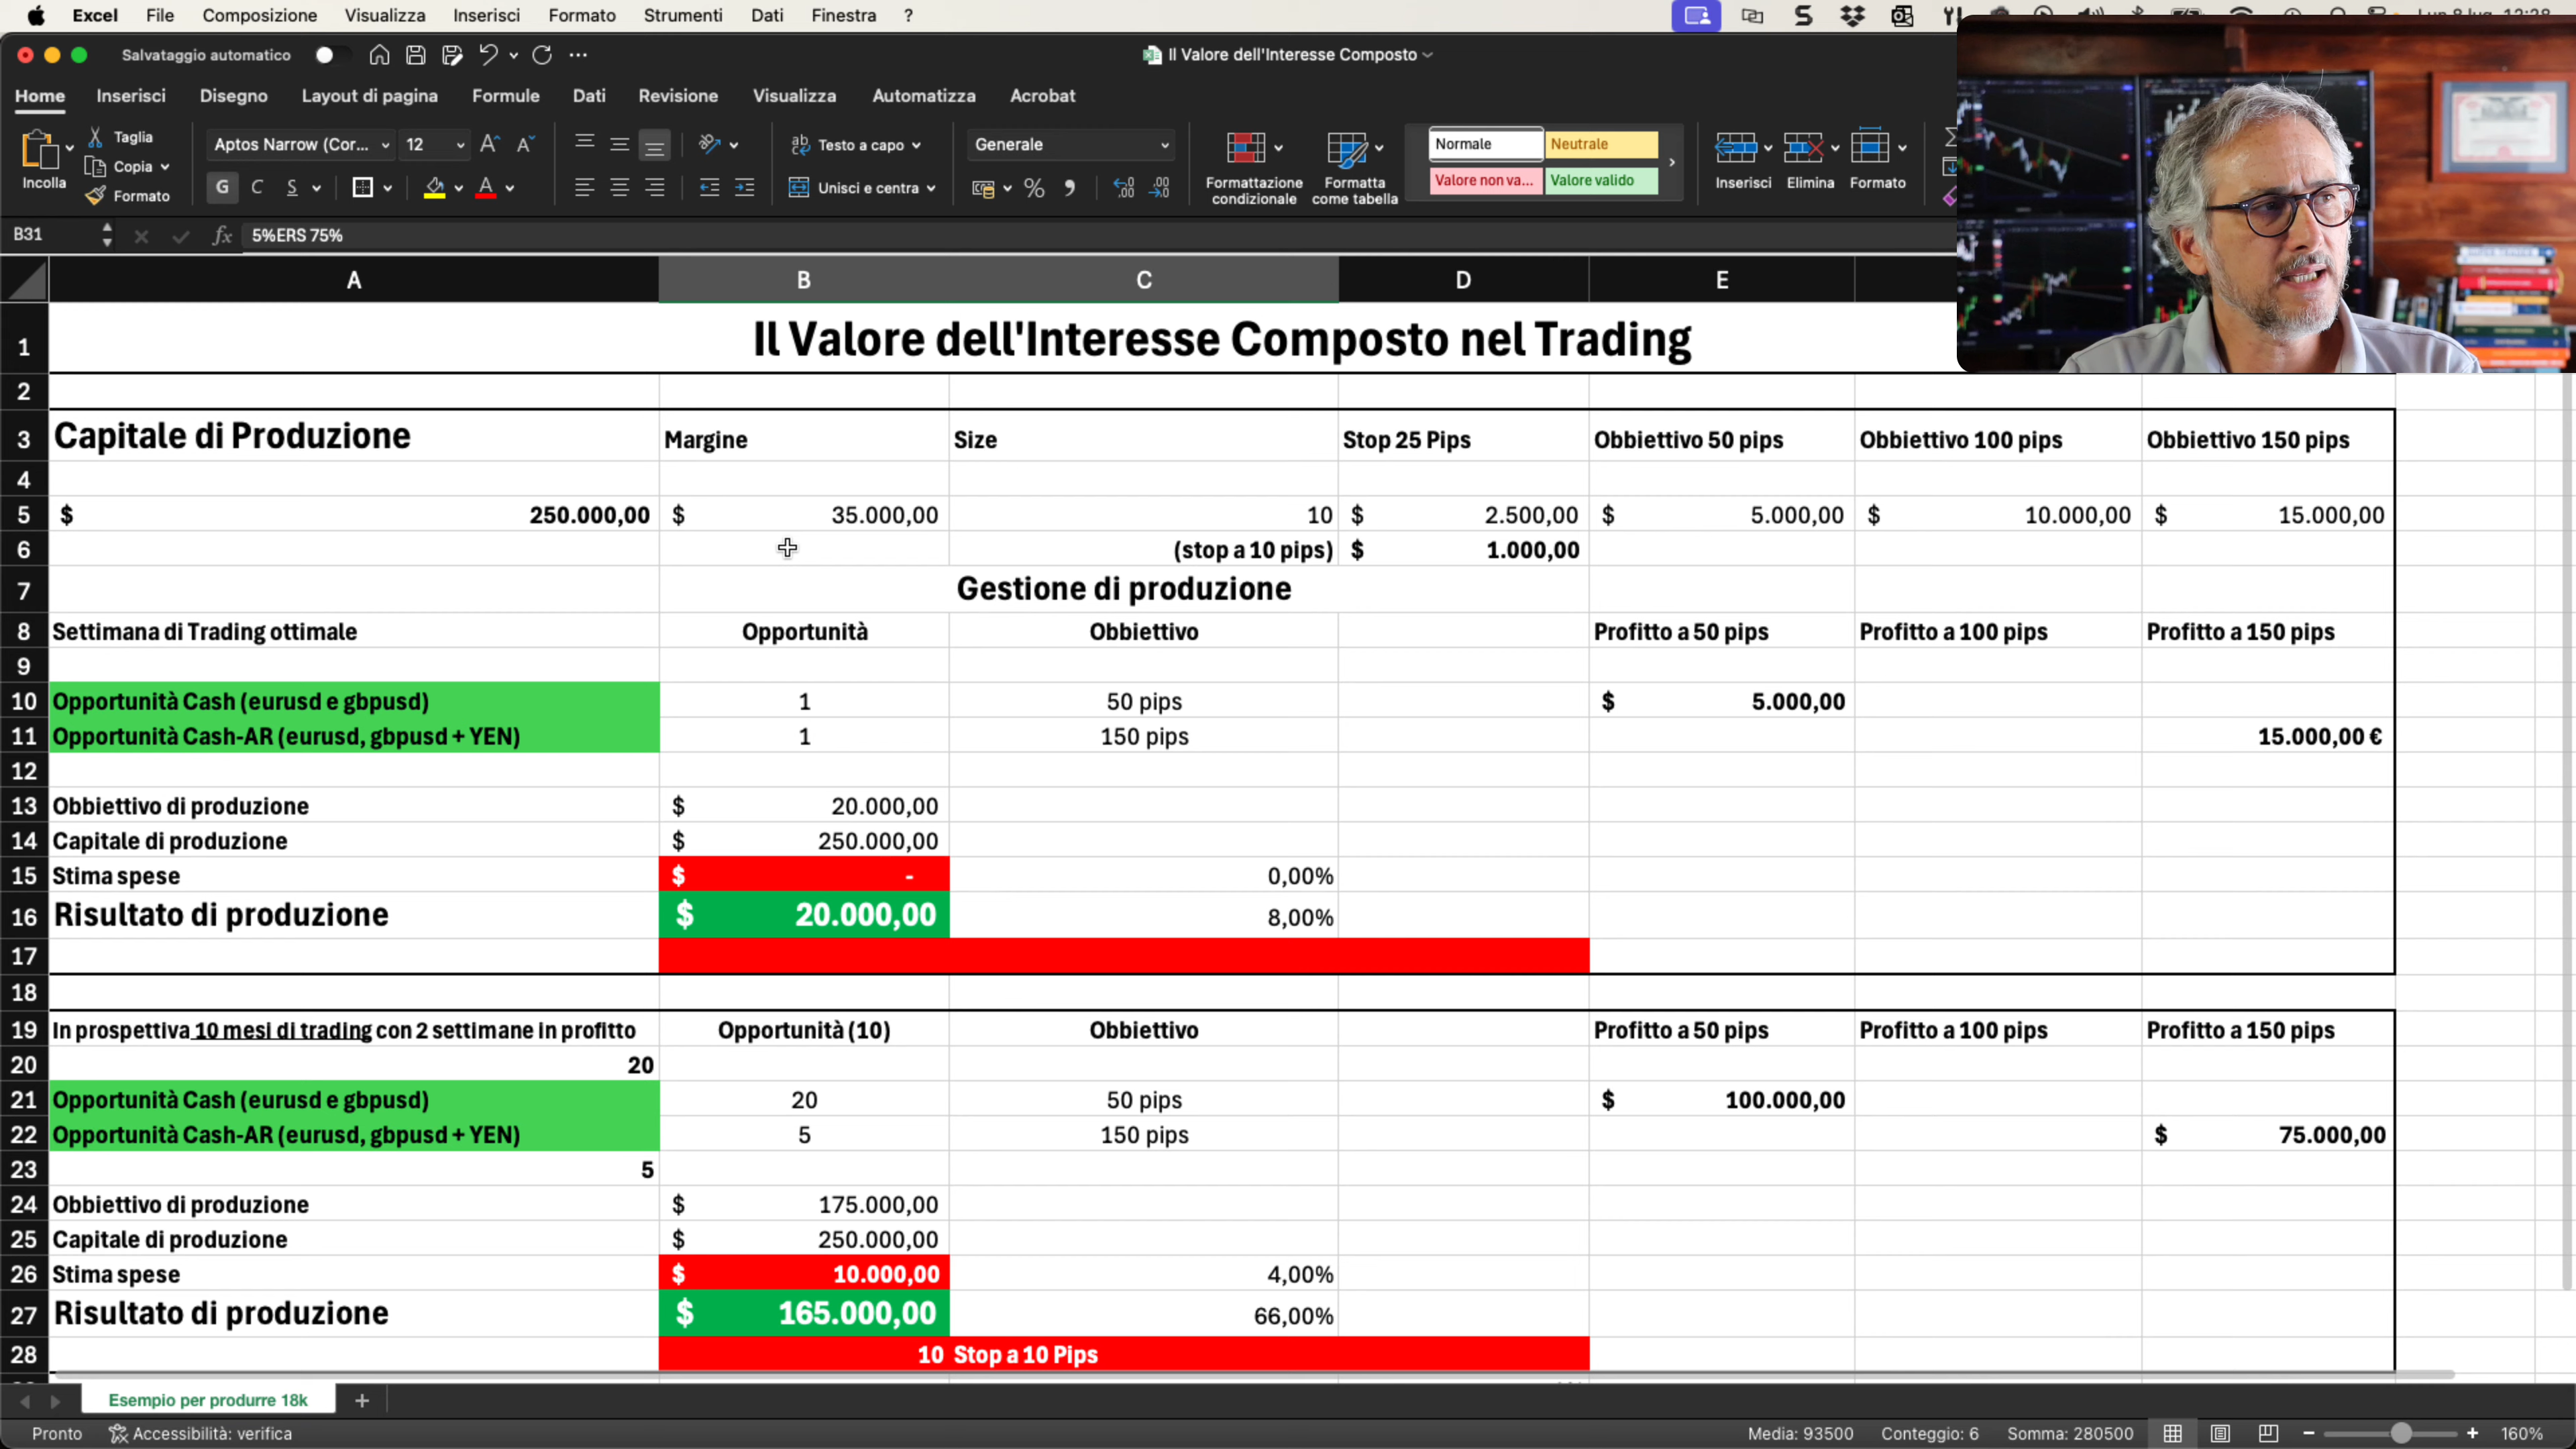 Excel File Composizione Visualizza Inserisci Formato Strumenti Dati Finestra ?
Salvataggio automatico
Il Valore dell'Interesse Composto
Home Inserisci Disegno Layout di pagina Formule Dati Revisione Visualizza Automatizza Acrobat
Incolla
Taglia
Copia
Formato
Aptos Narrow (Cor... 12
G C S
Testo a capo
Unisci e centra
Generale
Formattazione condizionale
Formatta come tabella
Normale Neutrale
Valore non va... Valore valido
Inserisci Elimina Formato
B31 fx 5%ERS 75%
A B C D E
1 Il Valore dell'Interesse Composto nel Trading
2
3 Capitale di Produzione Margine Size Stop 25 Pips Obbiettivo 50 pips Obbiettivo 100 pips Obbiettivo 150 pips
4
5 $ 250.000,00 $ 35.000,00 10 $ 2.500,00 $ 5.000,00 $ 10.000,00 $ 15.000,00
6 (stop a 10 pips) $ 1.000,00
7 Gestione di produzione
8 Settimana di Trading ottimale Opportunità Obbiettivo Profitto a 50 pips Profitto a 100 pips Profitto a 150 pips
9
10 Opportunità Cash (eurusd e gbpusd) 1 50 pips $ 5.000,00
11 Opportunità Cash-AR (eurusd, gbpusd + YEN) 1 150 pips 15.000,00 €
12
13 Obbiettivo di produzione $ 20.000,00
14 Capitale di produzione $ 250.000,00
15 Stima spese $ - 0,00%
16 Risultato di produzione $ 20.000,00 8,00%
17
18
19 In prospettiva 10 mesi di trading con 2 settimane in profitto Opportunità (10) Obbiettivo Profitto a 50 pips Profitto a 100 pips Profitto a 150 pips
20 20
21 Opportunità Cash (eurusd e gbpusd) 20 50 pips $ 100.000,00
22 Opportunità Cash-AR (eurusd, gbpusd + YEN) 5 150 pips $ 75.000,00
23 5
24 Obbiettivo di produzione $ 175.000,00
25 Capitale di produzione $ 250.000,00
26 Stima spese $ 10.000,00 4,00%
27 Risultato di produzione $ 165.000,00 66,00%
28 10 Stop a 10 Pips
Esempio per produrre 18k +
Pronto Accessibilità: verifica Media: 93500 Conteggio: 6 Somma: 280500 160%